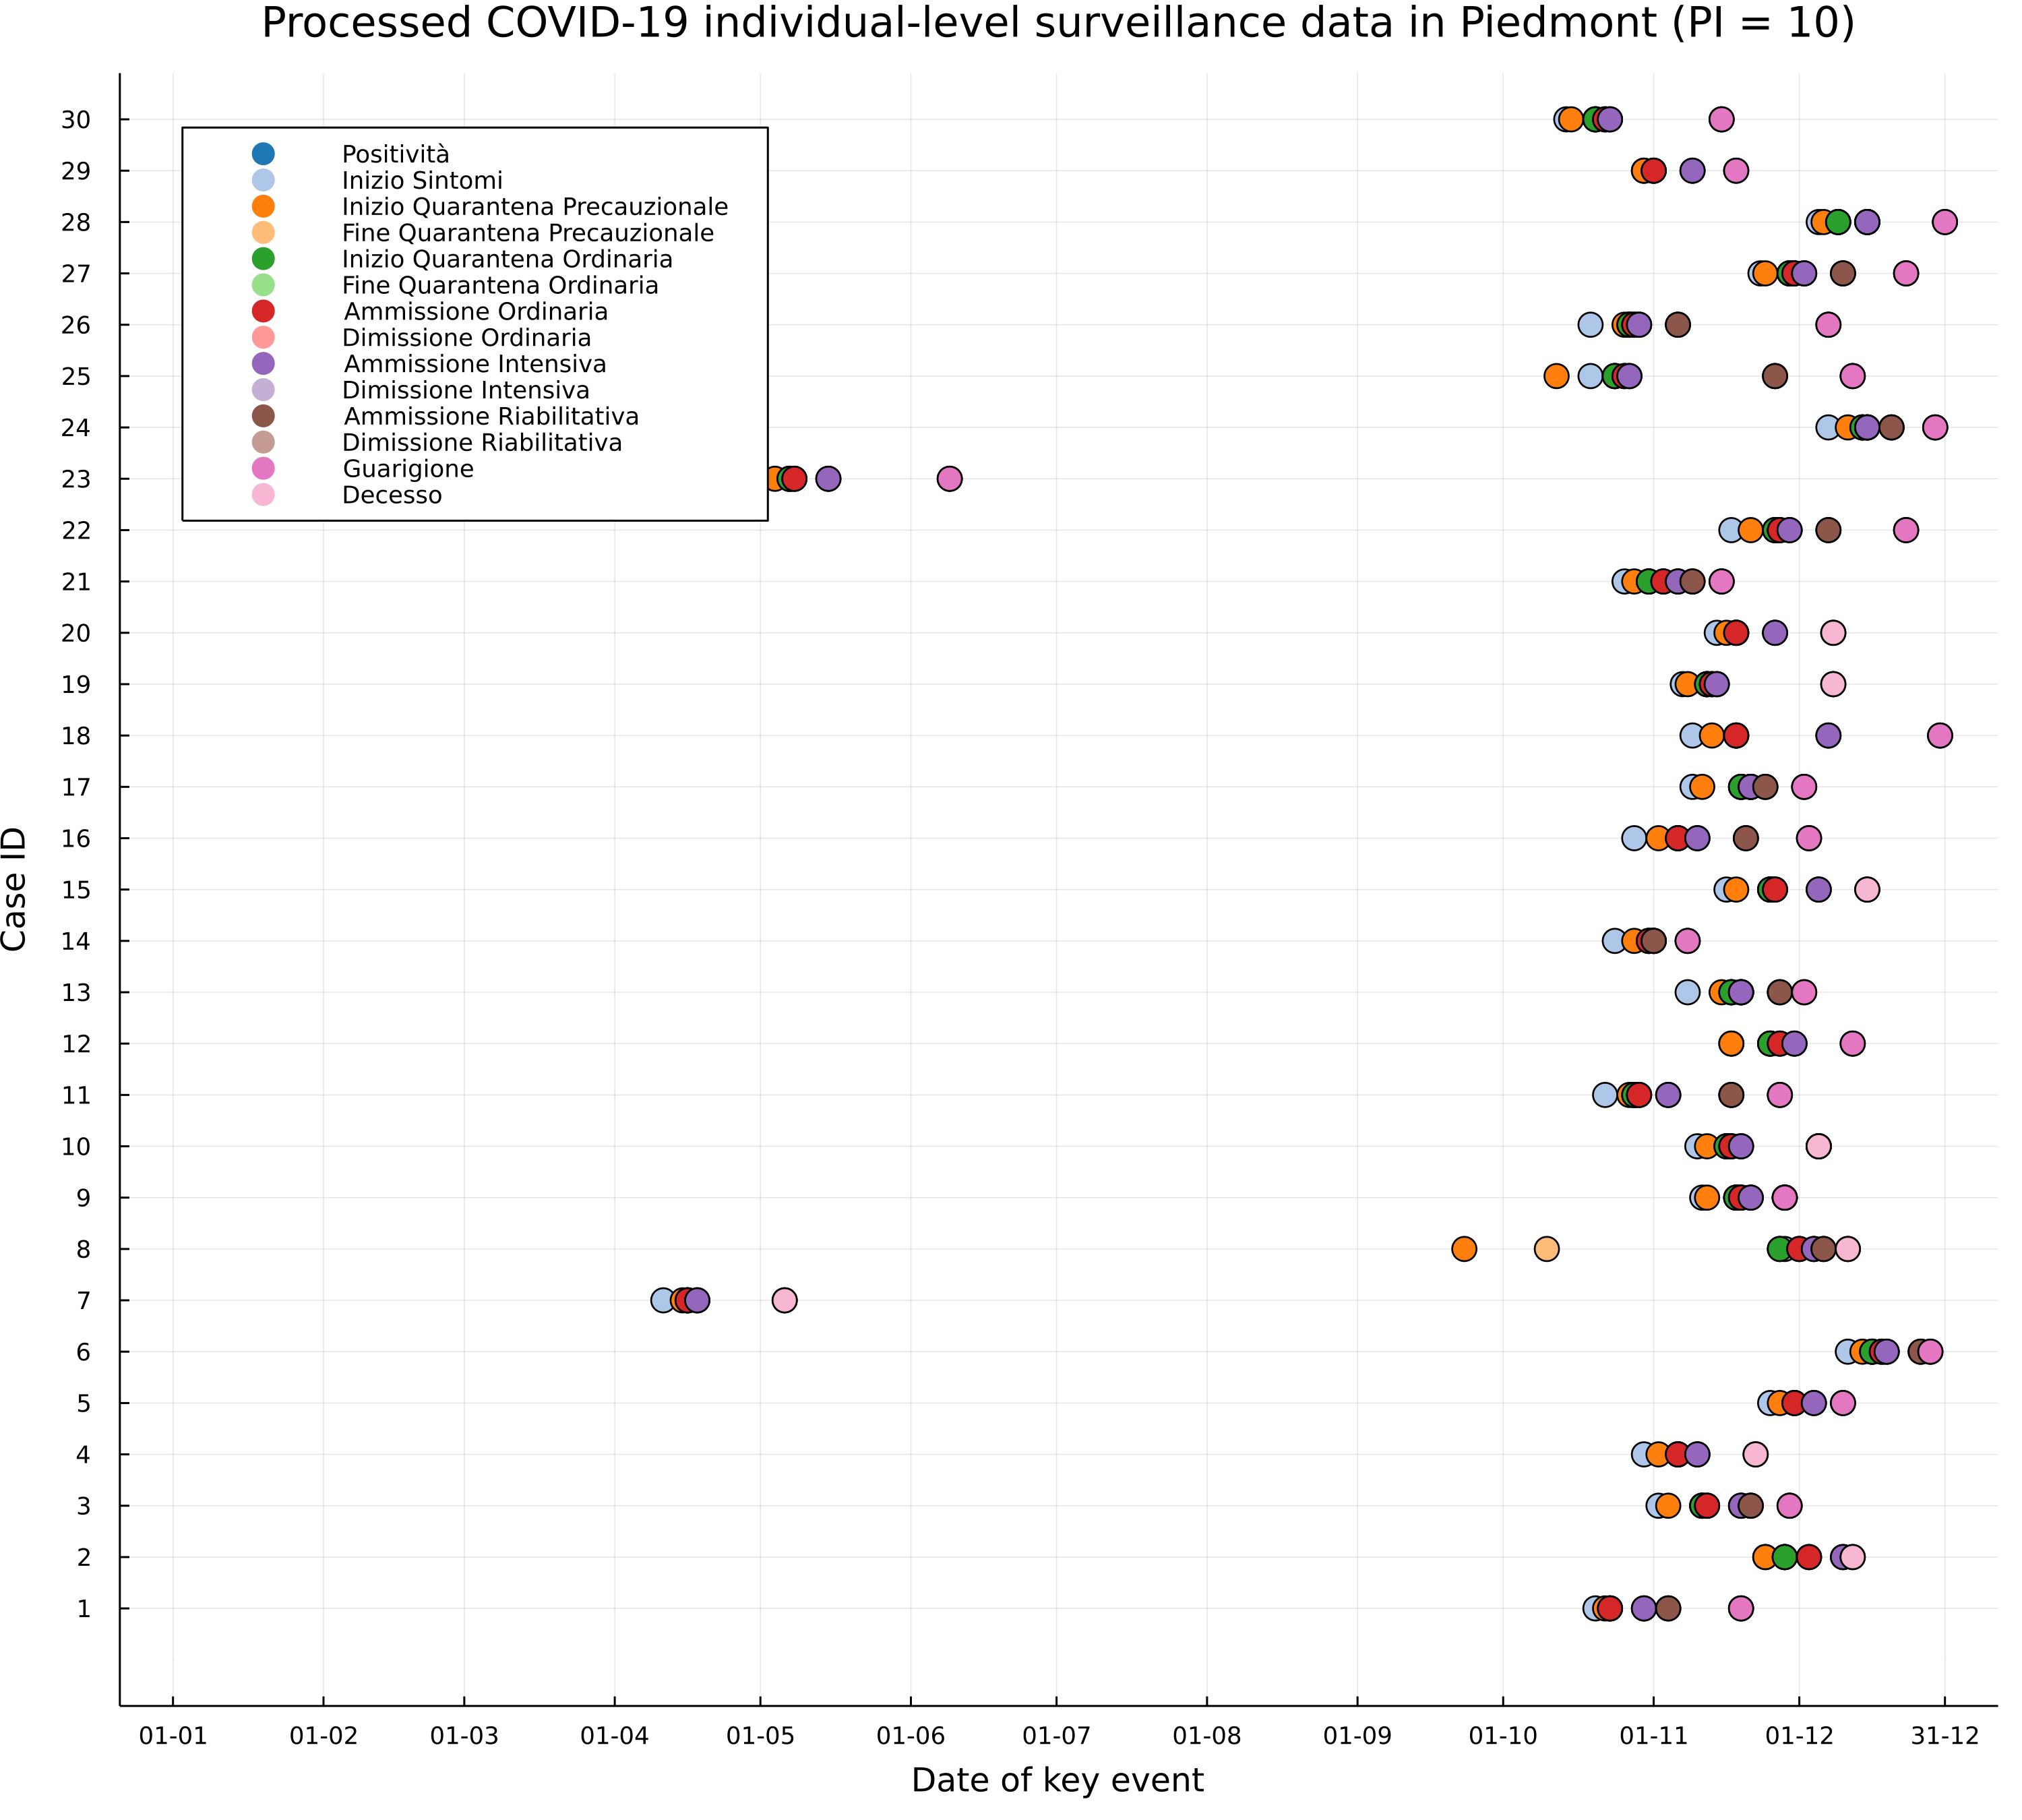 Processed COVID-19 individual-level surveillance data in Piedmont (PI = 10)
Positività
Inizio Sintomi
Inizio Quarantena Precauzionale
Fine Quarantena Precauzionale
Inizio Quarantena Ordinaria
Fine Quarantena Ordinaria
Ammissione Ordinaria
Dimissione Ordinaria
Ammissione Intensiva
Dimissione Intensiva
Ammissione Riabilitativa
Dimissione Riabilitativa
Guarigione
Decesso
Case ID
30
29
28
27
26
25
24
23
22
21
20
19
18
17
16
15
14
13
12
11
10
9
8
7
6
5
4
3
2
1
01-01 01-02 01-03 01-04 01-05 01-06 01-07 01-08 01-09 01-10 01-11 01-12 31-12
Date of key event